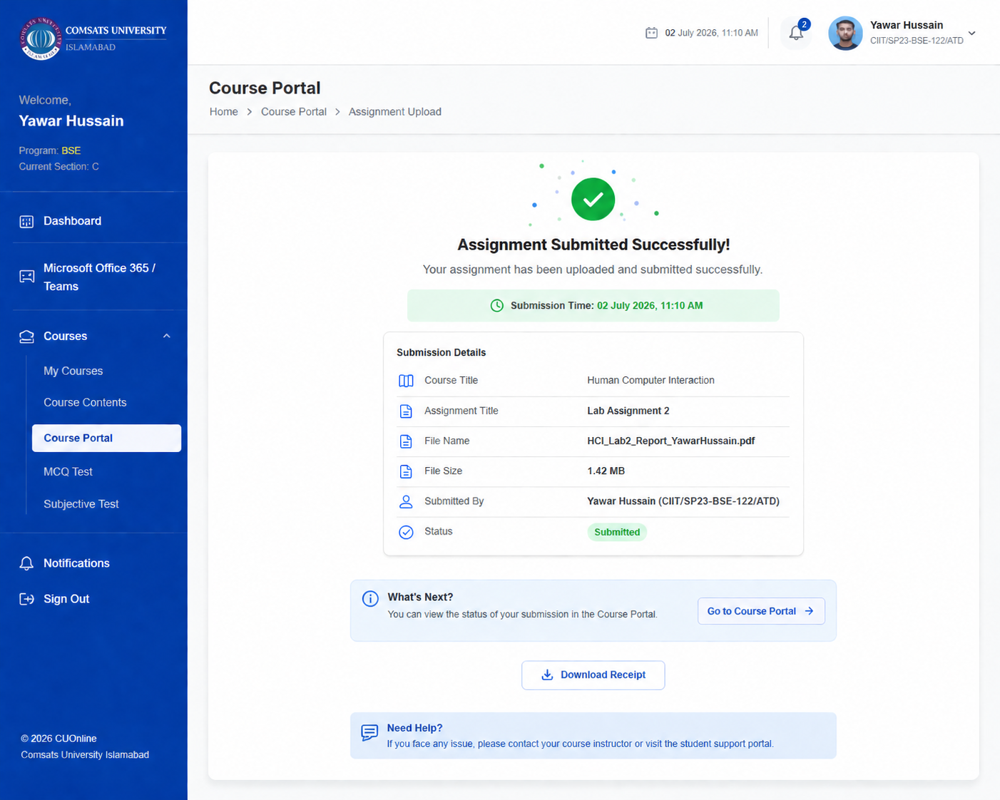 COMSATS UNIVERSITY
ISLAMABAD
Welcome,
Yawar Hussain
Program: BSE
Current Section: C
Dashboard
Microsoft Office 365 /
Teams
Courses
My Courses
Course Contents
Course Portal
MCQ Test
Subjective Test
Notifications
Sign Out
© 2026 CUOnline
Comsats University Islamabad
02 July 2026, 11:10 AM
2
Yawar Hussain
CIIT/SP23-BSE-122/ATD
Course Portal
Home > Course Portal > Assignment Upload
Assignment Submitted Successfully!
Your assignment has been uploaded and submitted successfully.
Submission Time: 02 July 2026, 11:10 AM
Submission Details
Course Title Human Computer Interaction
Assignment Title Lab Assignment 2
File Name HCI_Lab2_Report_YawarHussain.pdf
File Size 1.42 MB
Submitted By Yawar Hussain (CIIT/SP23-BSE-122/ATD)
Status Submitted
What's Next?
You can view the status of your submission in the Course Portal.
Go to Course Portal →
Download Receipt
Need Help?
If you face any issue, please contact your course instructor or visit the student support portal.